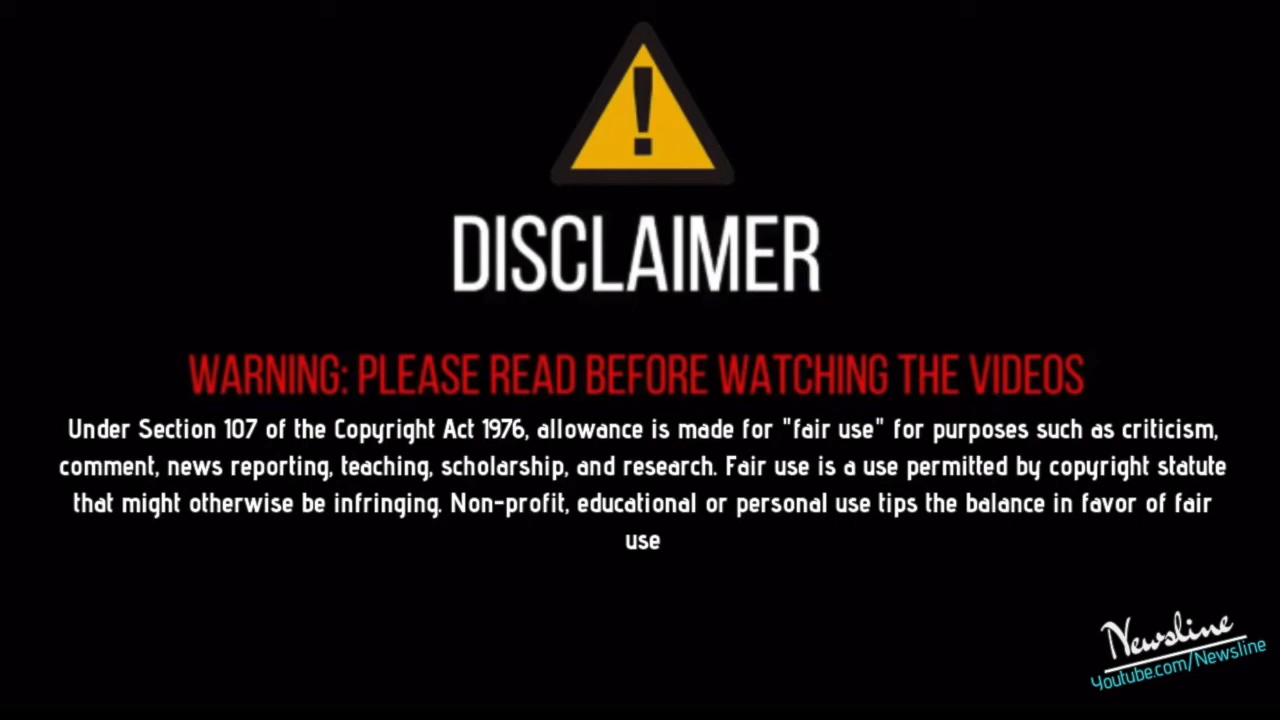 !
DISCLAIMER
WARNING: PLEASE READ BEFORE WATCHING THE VIDEOS
Under Section 107 of the Copyright Act 1976, allowance is made for "fair use" for purposes such as criticism,
comment, news reporting, teaching, scholarship, and research. Fair use is a use permitted by copyright statute
that might otherwise be infringing. Non-profit, educational or personal use tips the balance in favor of fair
use
Newsline
Youtube.com/Newsline